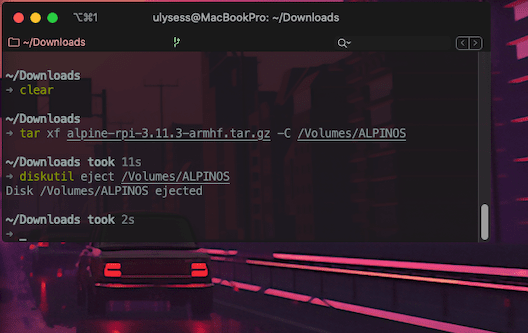 ⌥⌘1 ulysess@MacBookPro: ~/Downloads
~/Downloads
~/Downloads
→ clear
~/Downloads
→ tar xf alpine-rpi-3.11.3-armhf.tar.gz -C /Volumes/ALPINOS
~/Downloads took 11s
→ diskutil eject /Volumes/ALPINOS
Disk /Volumes/ALPINOS ejected
~/Downloads took 2s
→ _